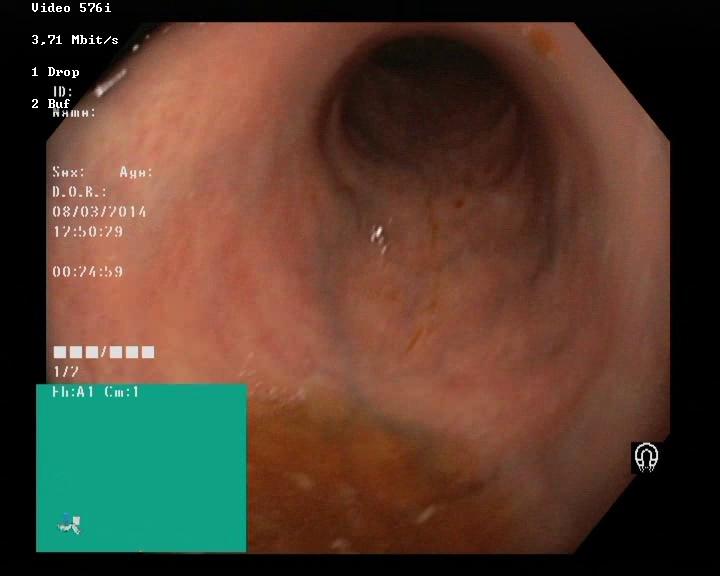 Video 576i
3,71 Mbit/s
1 Drop
ID:
2 Buf
Name:
Sex: Age:
D.O.B.:
08/03/2014
12:50:29
00:24:59
■■■/■■■
1/2
Eh:A1 Cm:1